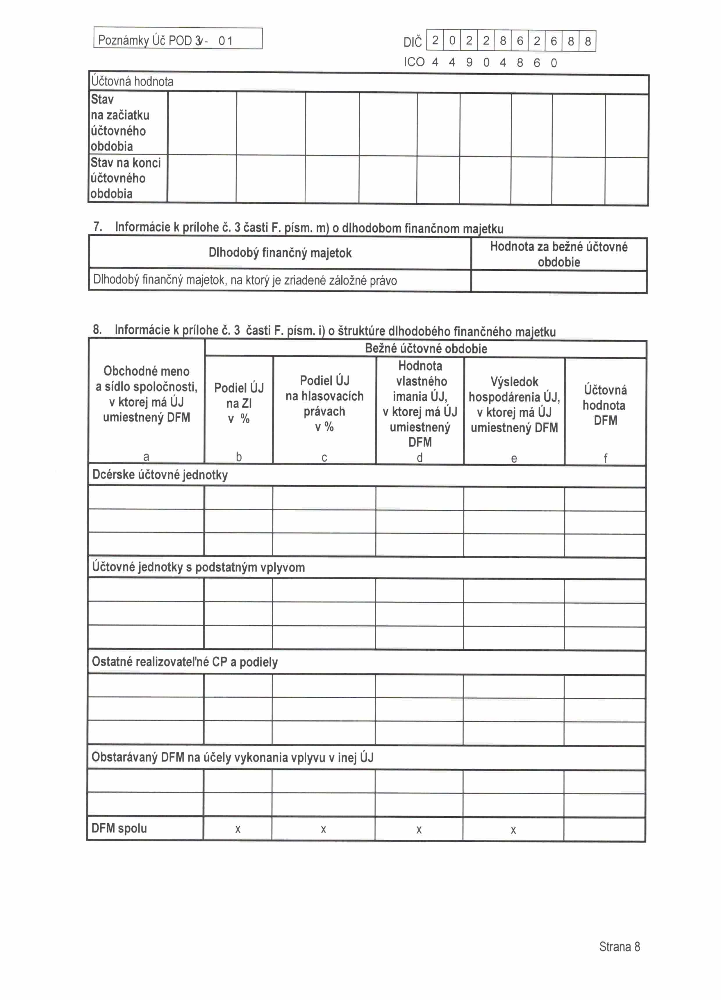 Poznámky Úč POD 3v- 01
DIČ 2 0 2 2 8 6 2 6 8 8
ICO 4 4 9 0 4 8 6 0
Účtovná hodnota
Stav
na začiatku
účtovného
obdobia
Stav na konci
účtovného
obdobia
7. Informácie k prílohe č. 3 časti F. písm. m) o dlhodobom finančnom majetku
Dlhodobý finančný majetok
Hodnota za bežné účtovné
obdobie
Dlhodobý finančný majetok, na ktorý je zriadené záložné právo
8. Informácie k prílohe č. 3 časti F. písm. i) o štruktúre dlhodobého finančného majetku
Obchodné meno
a sídlo spoločnosti,
v ktorej má ÚJ
umiestnený DFM
a
Bežné účtovné obdobie
Podiel ÚJ
na ZI
v %
b
Podiel ÚJ
na hlasovacích
právach
v %
c
Hodnota
vlastného
imania ÚJ,
v ktorej má ÚJ
umiestnený
DFM
d
Výsledok
hospodárenia ÚJ,
v ktorej má ÚJ
umiestnený DFM
e
Účtovná
hodnota
DFM
f
Dcérske účtovné jednotky
Účtovné jednotky s podstatným vplyvom
Ostatné realizovateľné CP a podiely
Obstarávaný DFM na účely vykonania vplyvu v inej ÚJ
DFM spolu x x x x
Strana 8